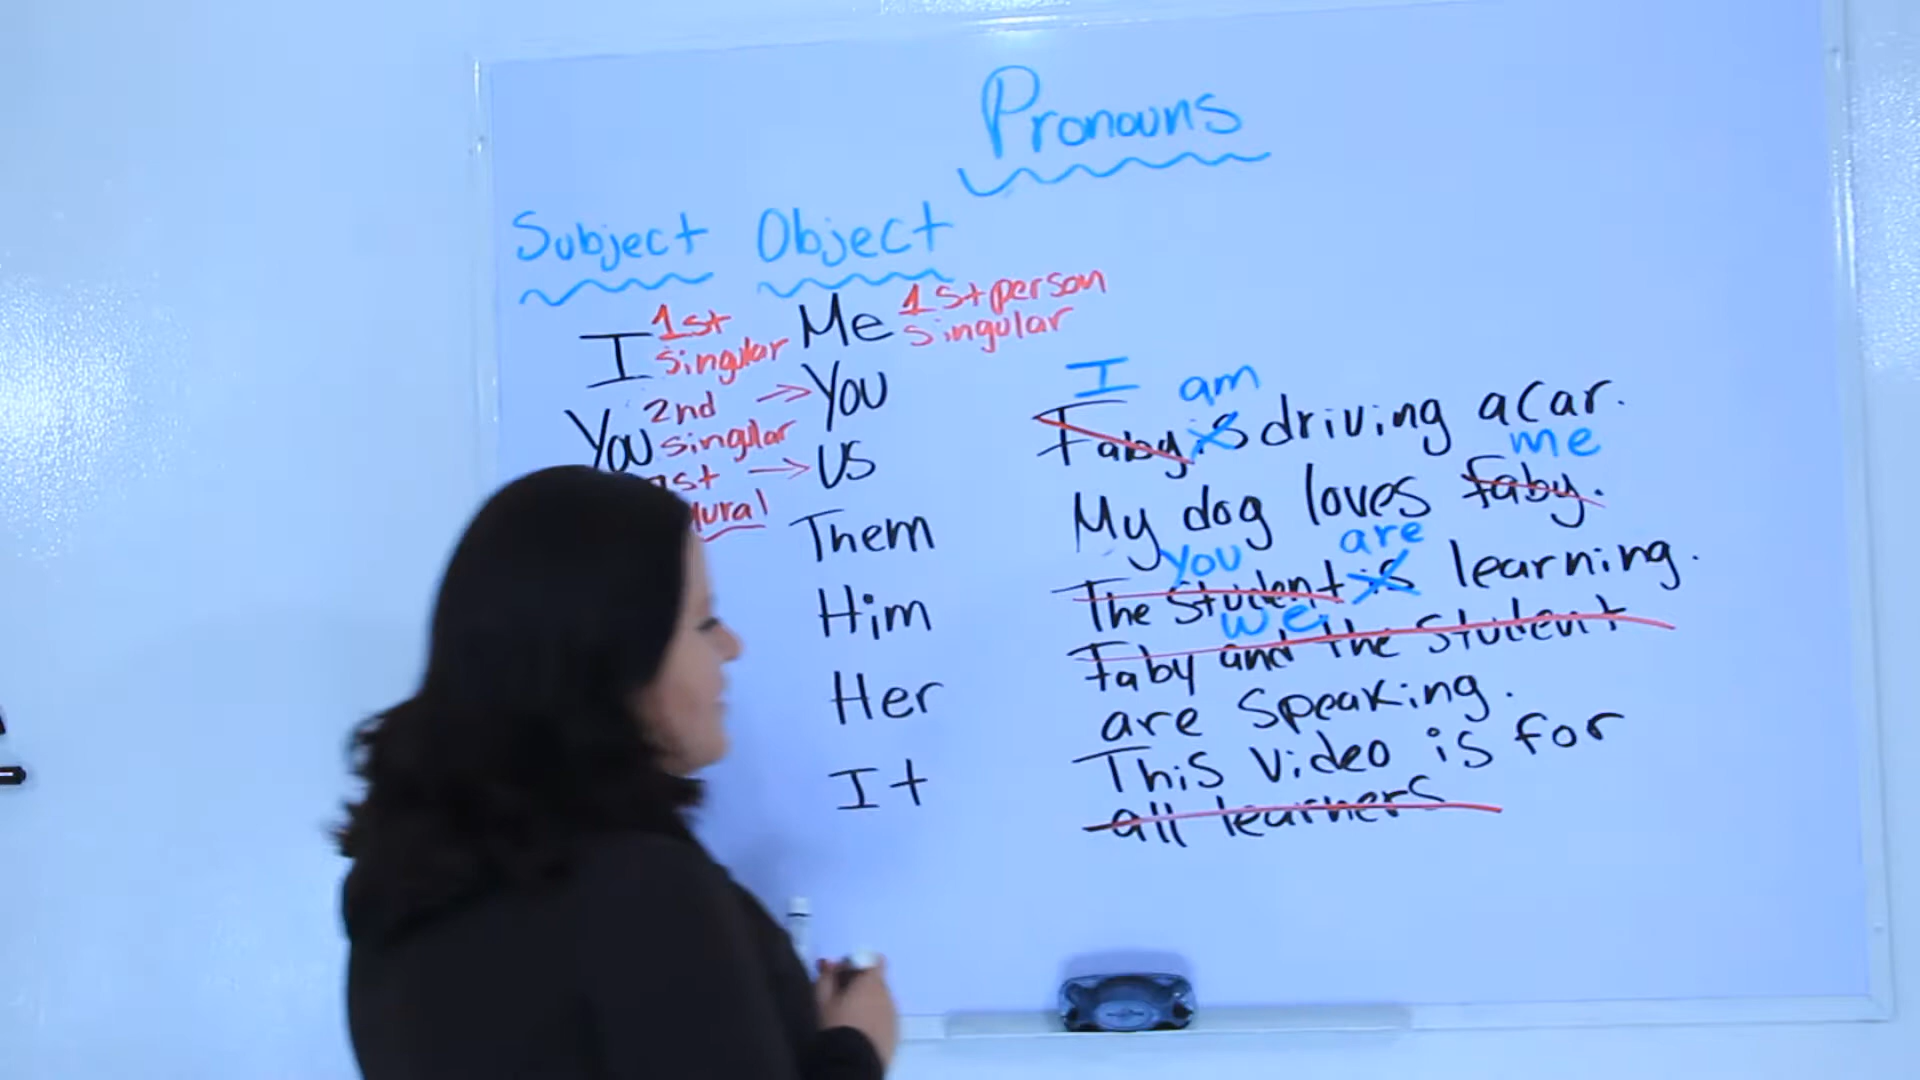 Pronouns
Subject Object
I 1st singular Me 1st person singular
You 2nd singular → You
→ Us
Them
Him
Her
It
I am
Faby is driving a car.
me
My dog loves faby.
you are
The Student is learning.
we
Faby and the Student
are speaking.
This video is for
all learners